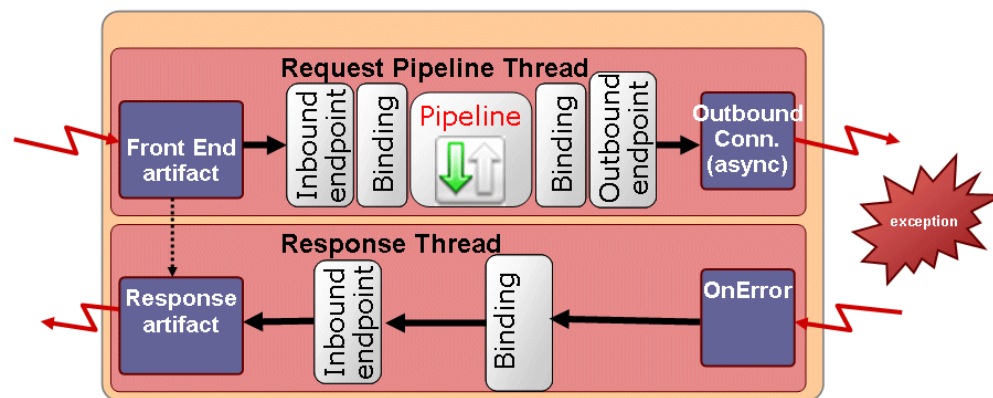 Request Pipeline Thread
Front End
artifact
Inbound
endpoint
Binding
Pipeline
Binding
Outbound
endpoint
Outbound
Conn.
(async)
exception
Response Thread
Response
artifact
Inbound
endpoint
Binding
OnError